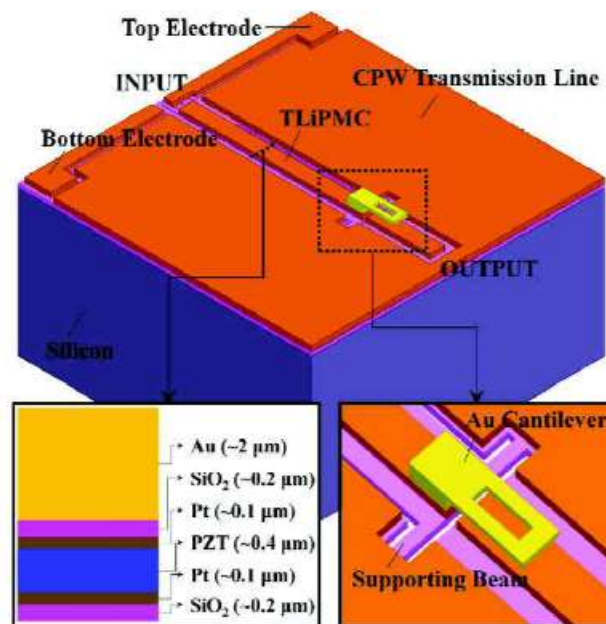 Top Electrode
INPUT
CPW Transmission Line
TLiPMC
Bottom Electrode
OUTPUT
Silicon
Au (~2 μm)
SiO₂ (~0.2 μm)
Pt (~0.1 μm)
PZT (~0.4 μm)
Pt (~0.1 μm)
SiO₂ (~0.2 μm)
Au Cantilever
Supporting Beam